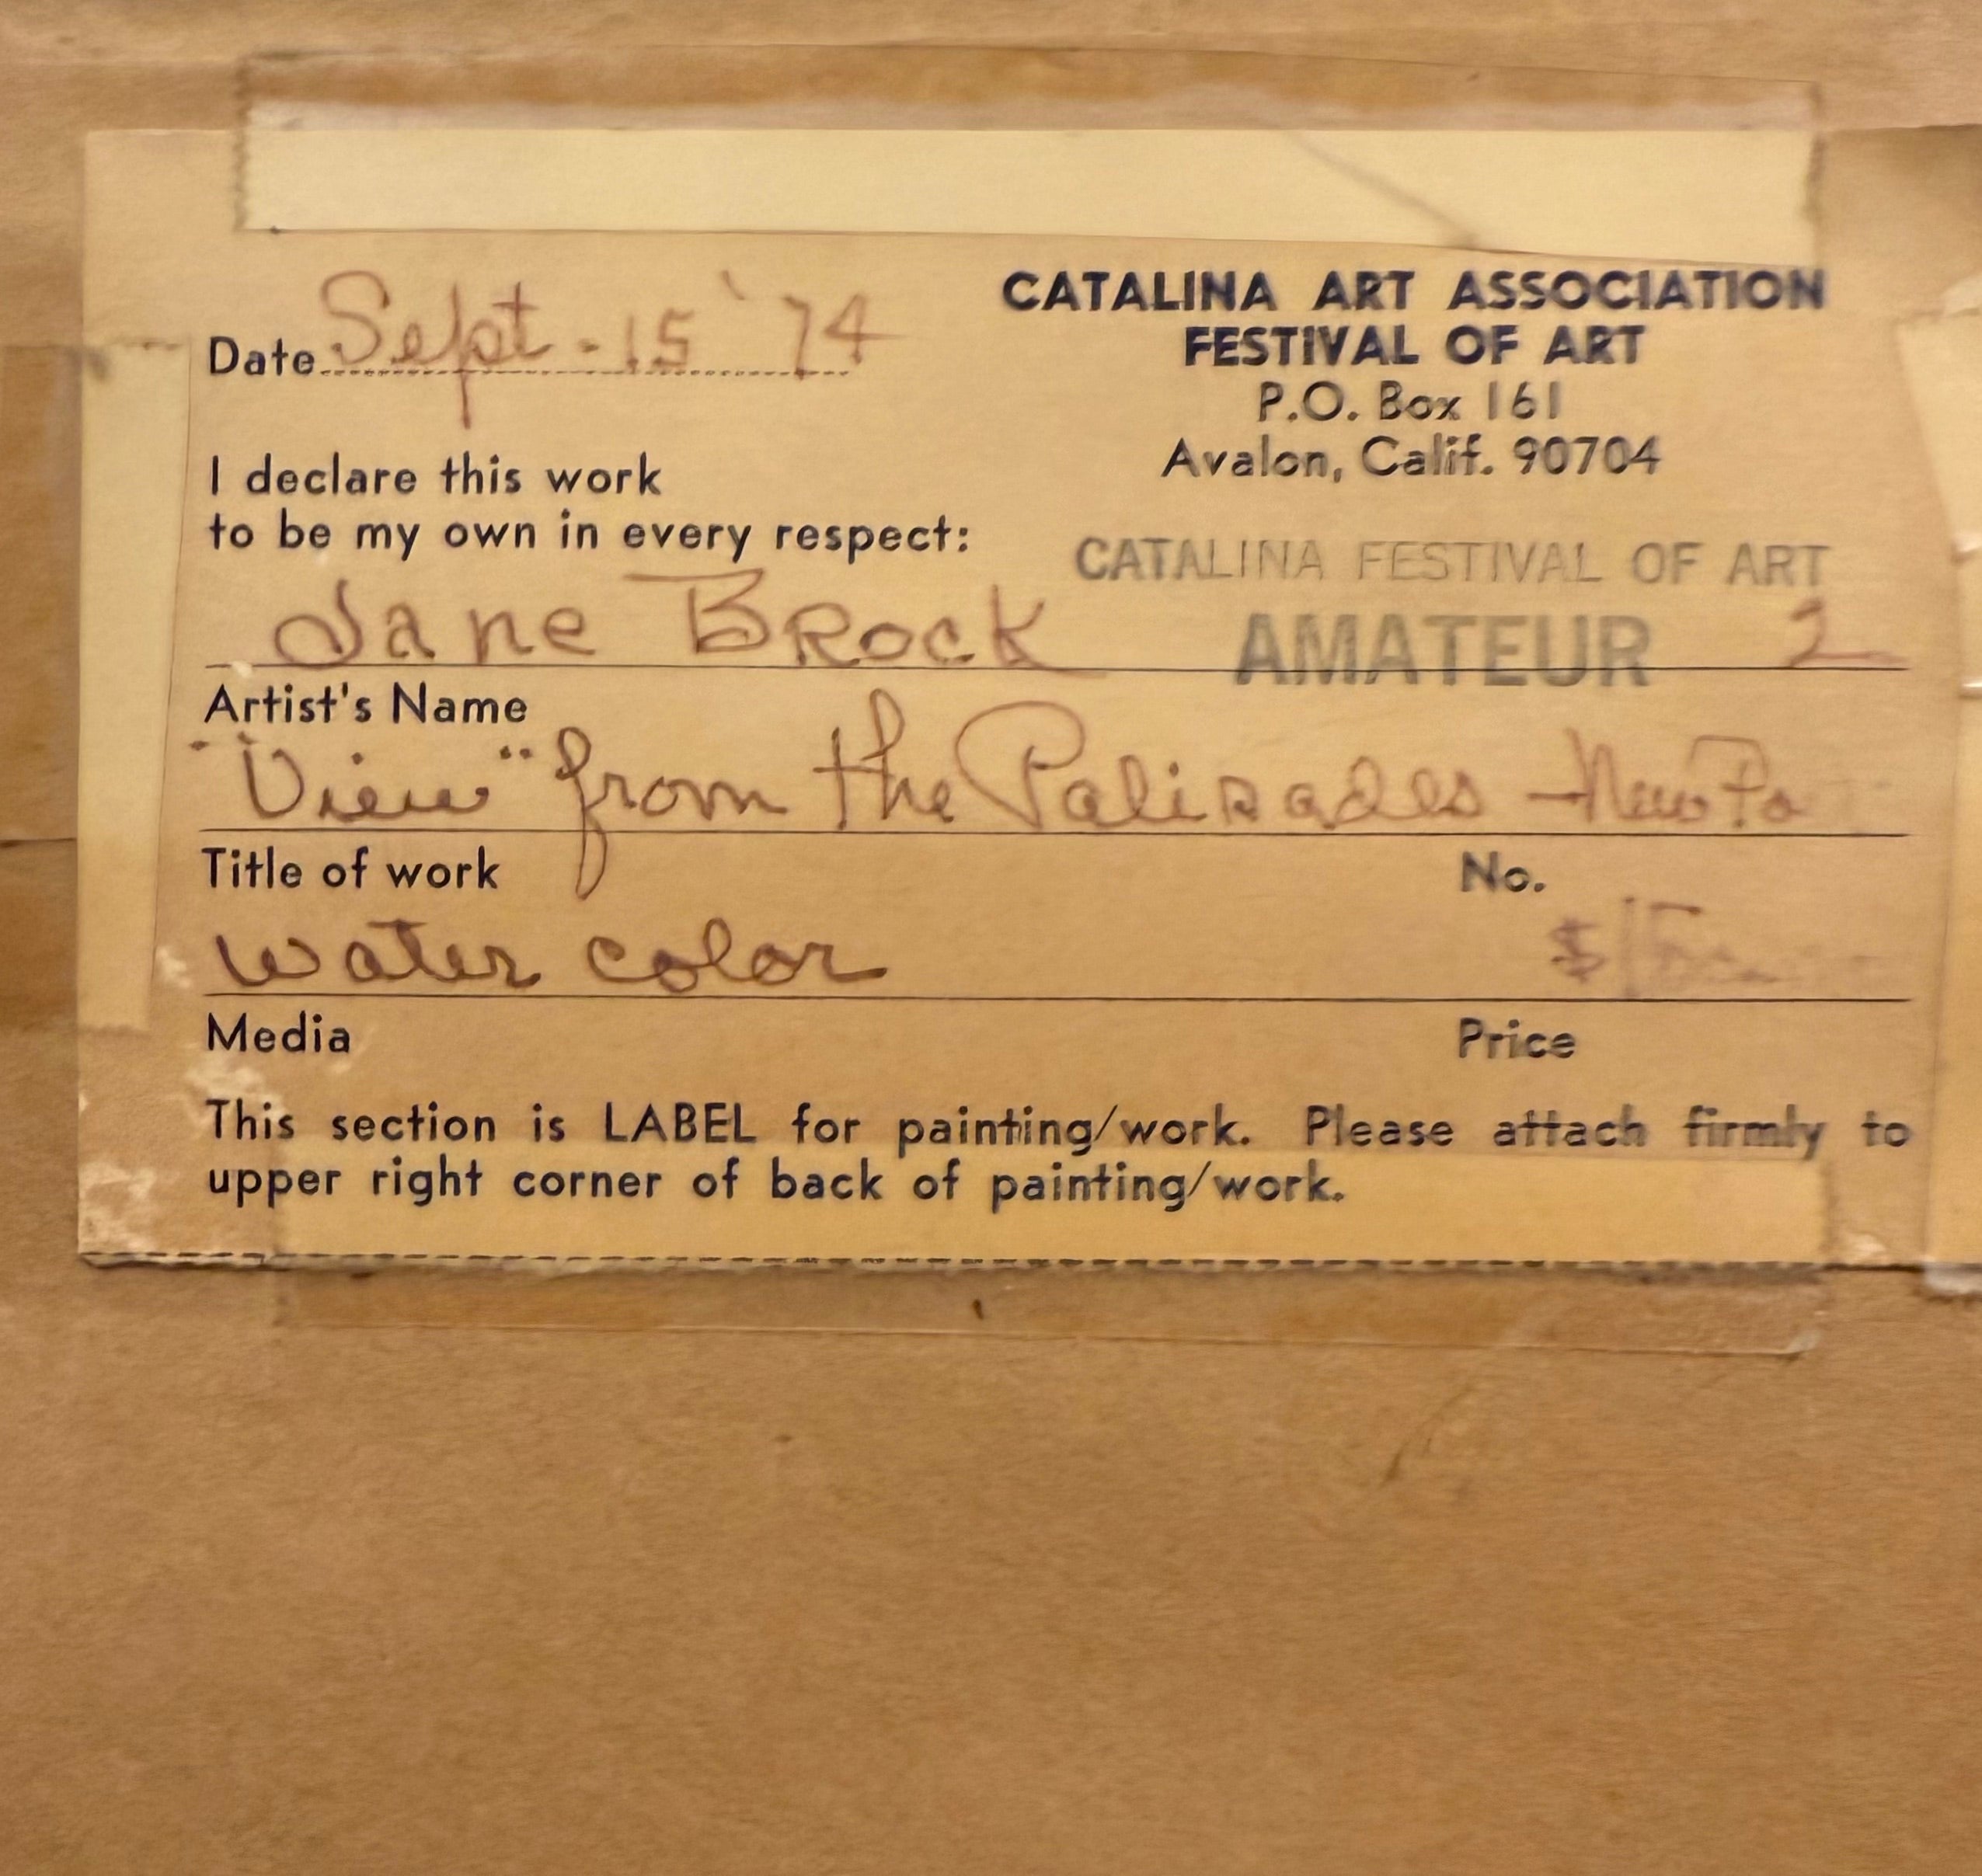 CATALINA ART ASSOCIATION
FESTIVAL OF ART
P.O. Box 161
Avalon, Calif. 90704
Date Sept - 15 '74
I declare this work
to be my own in every respect:
CATALINA FESTIVAL OF ART
AMATEUR 2
Jane Brock
Artist's Name
"View" from the Palisades -
Title of work No.
water color
Media Price
This section is LABEL for painting/work. Please attach firmly to
upper right corner of back of painting/work.